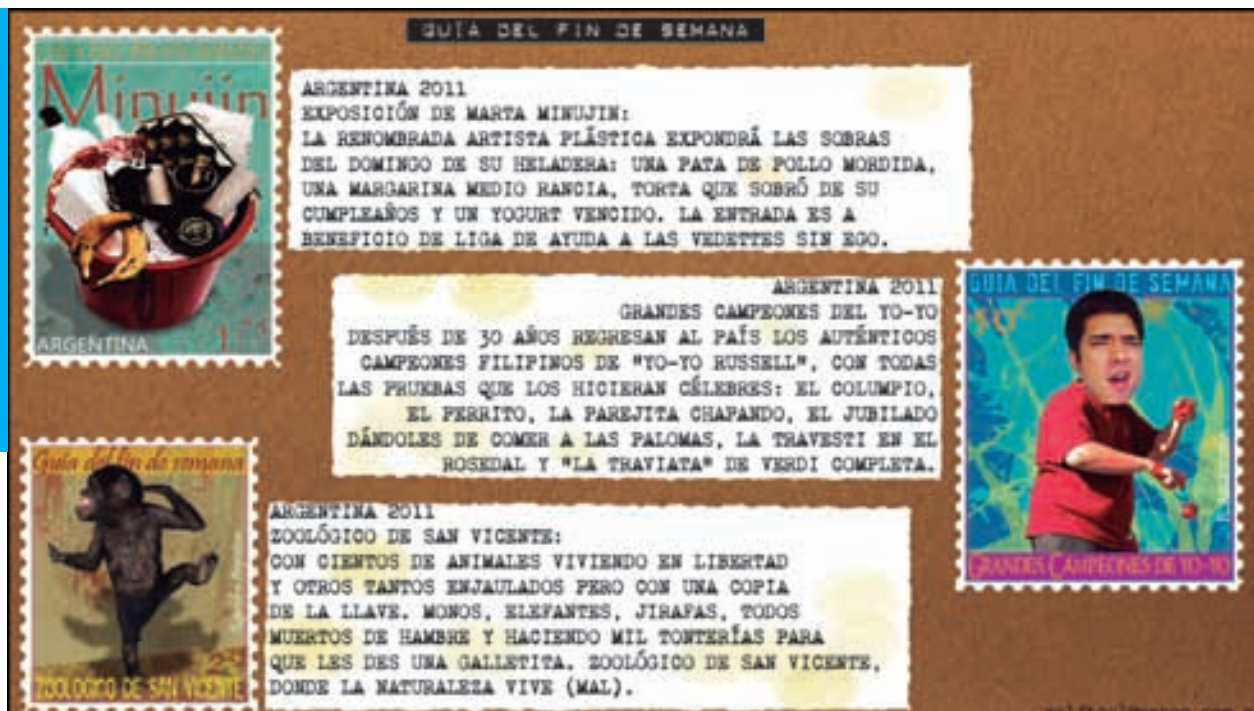 GUÍA DEL FIN DE SEMANA
Minujín
ARGENTINA
ARGENTINA 2011
EXPOSICIÓN DE MARTA MINUJIN:
LA RENOMBRADA ARTISTA PLÁSTICA EXPONDRÁ LAS SOBRAS
DEL DOMINGO DE SU HELADERA: UNA PATA DE POLLO MORDIDA,
UNA MARGARINA MEDIO RANCIA, TORTA QUE SOBRÓ DE SU
CUMPLEAÑOS Y UN YOGURT VENCIDO. LA ENTRADA ES A
BENEFICIO DE LIGA DE AYUDA A LAS VEDETTES SIN EGO.
ARGENTINA 2011
GRANDES CAMPEONES DEL YO-YO
DESPUÉS DE 30 AÑOS REGRESAN AL PAÍS LOS AUTÉNTICOS
CAMPEONES FILIPINOS DE "YO-YO RUSSELL", CON TODAS
LAS PRUEBAS QUE LOS HICIERAN CÉLEBRES: EL COLUMPIO,
EL PERRITO, LA PAREJITA CHAPANDO, EL JUBILADO
DÁNDOLES DE COMER A LAS PALOMAS, LA TRAVESTI EN EL
ROSEDAL Y "LA TRAVIATA" DE VERDI COMPLETA.
GUIA DEL FIN DE SEMANA
GRANDES CAMPEONES DE YO-YO
Guia del fin de semana
ZOOLOGICO DE SAN VICENTE
ARGENTINA 2011
ZOOLÓGICO DE SAN VICENTE:
CON CIENTOS DE ANIMALES VIVIENDO EN LIBERTAD
Y OTROS TANTOS ENJAULADOS PERO CON UNA COPIA
DE LA LLAVE. MONOS, ELEFANTES, JIRAFAS, TODOS
MUERTOS DE HAMBRE Y HACIENDO MIL TONTERÍAS PARA
QUE LES DES UNA GALLETITA. ZOOLÓGICO DE SAN VICENTE,
DONDE LA NATURALEZA VIVE (MAL).